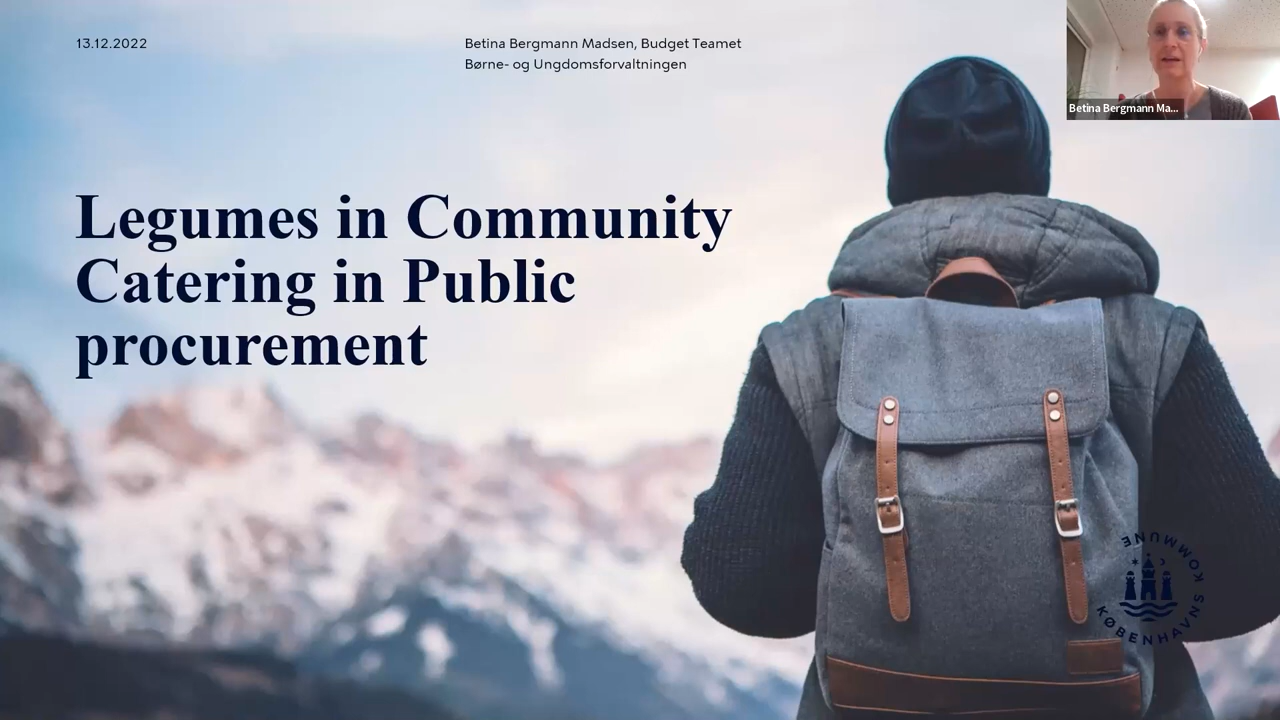 13.12.2022
Betina Bergmann Madsen, Budget Teamet
Børne- og Ungdomsforvaltningen
Betina Bergmann Ma...
Legumes in Community
Catering in Public
procurement
KØBENHAVNS KOMMUNE